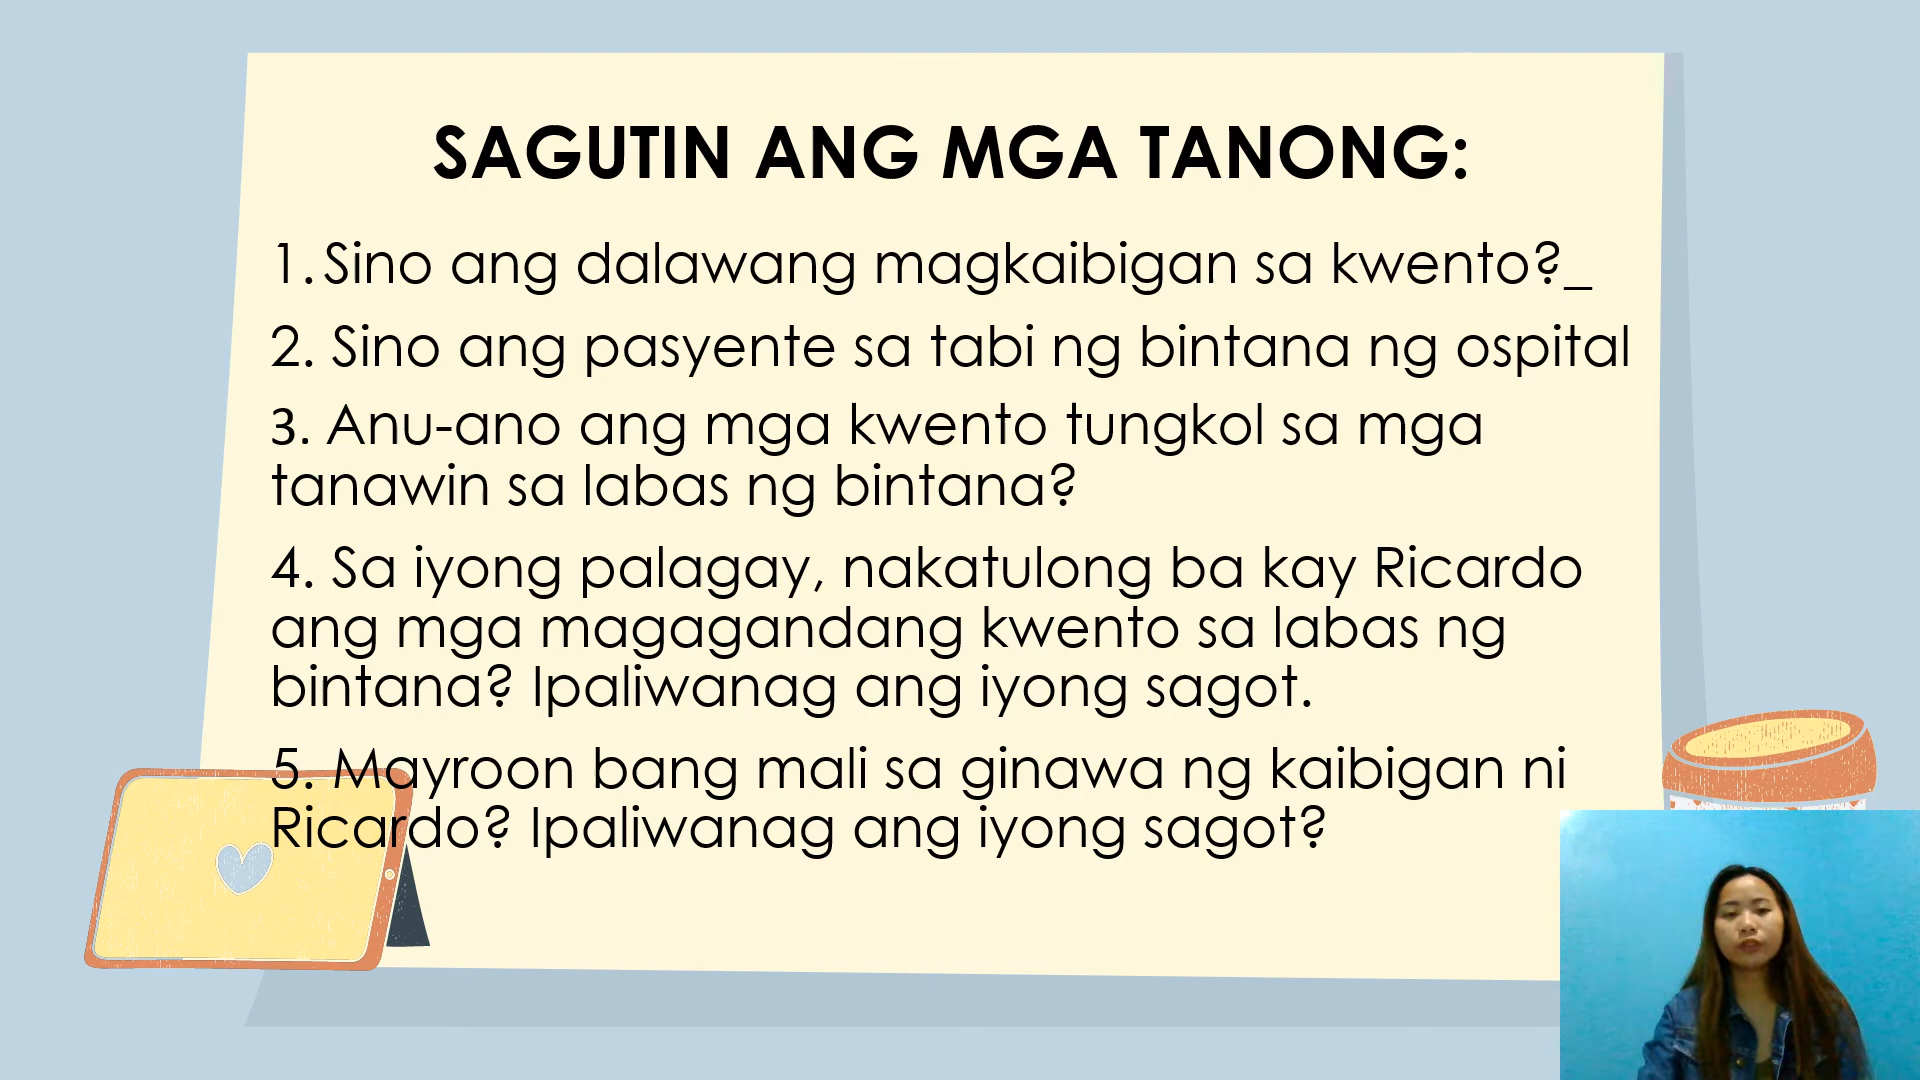 SAGUTIN ANG MGA TANONG:
1. Sino ang dalawang magkaibigan sa kwento?_
2. Sino ang pasyente sa tabi ng bintana ng ospital
3. Anu-ano ang mga kwento tungkol sa mga
tanawin sa labas ng bintana?
4. Sa iyong palagay, nakatulong ba kay Ricardo
ang mga magagandang kwento sa labas ng
bintana? Ipaliwanag ang iyong sagot.
5. Mayroon bang mali sa ginawa ng kaibigan ni
Ricardo? Ipaliwanag ang iyong sagot?